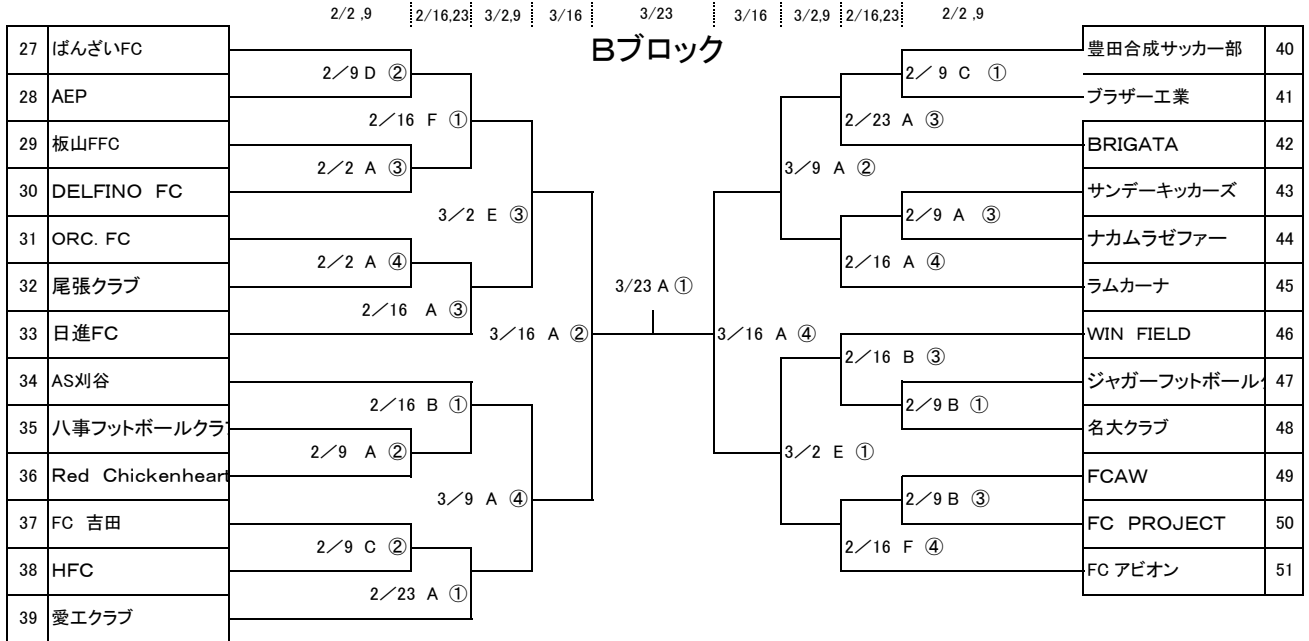 2/2 ,9 2/16,23 3/2,9 3/16 3/23 3/16 3/2,9 2/16,23 2/2 ,9
Bブロック
27 ばんざいFC
28 AEP
29 板山FFC
30 DELFINO FC
31 ORC. FC
32 尾張クラブ
33 日進FC
34 AS刈谷
35 八事フットボールクラブ
36 Red Chickenheart
37 FC 吉田
38 HFC
39 愛エクラブ
2/9 D ②
2/16 F ①
2/2 A ③
3/2 E ③
2/2 A ④
2/16 A ③
3/16 A ②
2/16 B ①
2/9 A ②
3/9 A ④
2/9 C ②
2/23 A ①
3/23 A ①
2/9 C ①
2/23 A ③
3/9 A ②
2/9 A ③
2/16 A ④
3/16 A ④
2/16 B ③
2/9 B ①
3/2 E ①
2/9 B ③
2/16 F ④
豊田合成サッカー部 40
ブラザー工業 41
BRIGATA 42
サンデーキッカーズ 43
ナカムラゼファー 44
ラムカーナ 45
WIN FIELD 46
ジャガーフットボール 47
名大クラブ 48
FCAW 49
FC PROJECT 50
FC アビオン 51